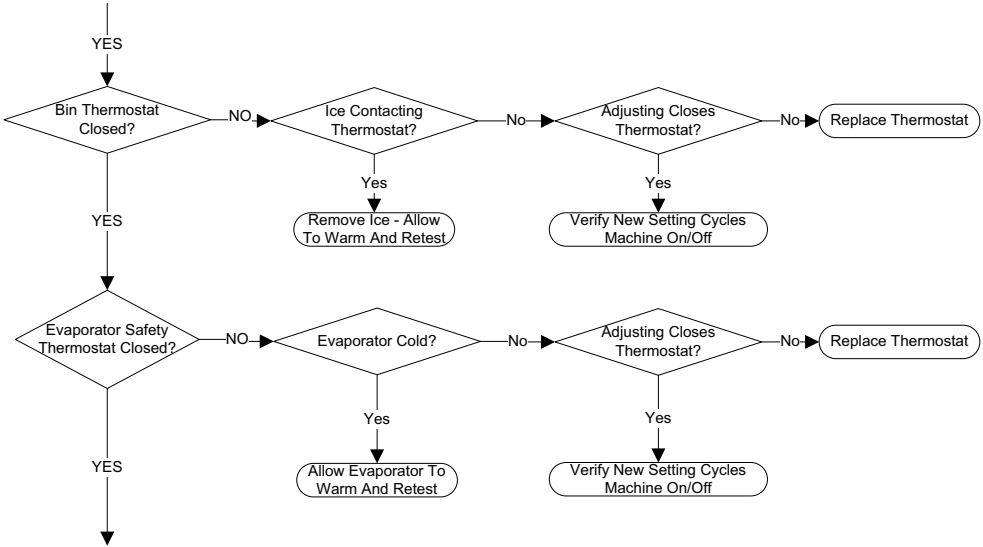 YES
Bin Thermostat
Closed?
NO
Ice Contacting
Thermostat?
No
Adjusting Closes
Thermostat?
No
Replace Thermostat
Yes
Yes
Remove Ice - Allow
To Warm And Retest
Verify New Setting Cycles
Machine On/Off
YES
Evaporator Safety
Thermostat Closed?
NO
Evaporator Cold?
No
Adjusting Closes
Thermostat?
No
Replace Thermostat
Yes
Yes
Allow Evaporator To
Warm And Retest
Verify New Setting Cycles
Machine On/Off
YES